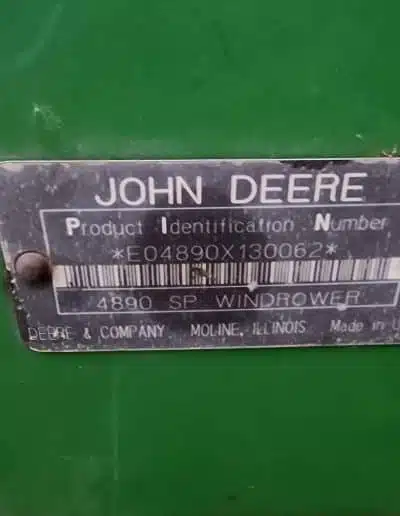 JOHN DEERE
Product Identification Number
*E04890X130062*
4890 SP WINDROWER
DEERE & COMPANY MOLINE, ILLINOIS Made in U